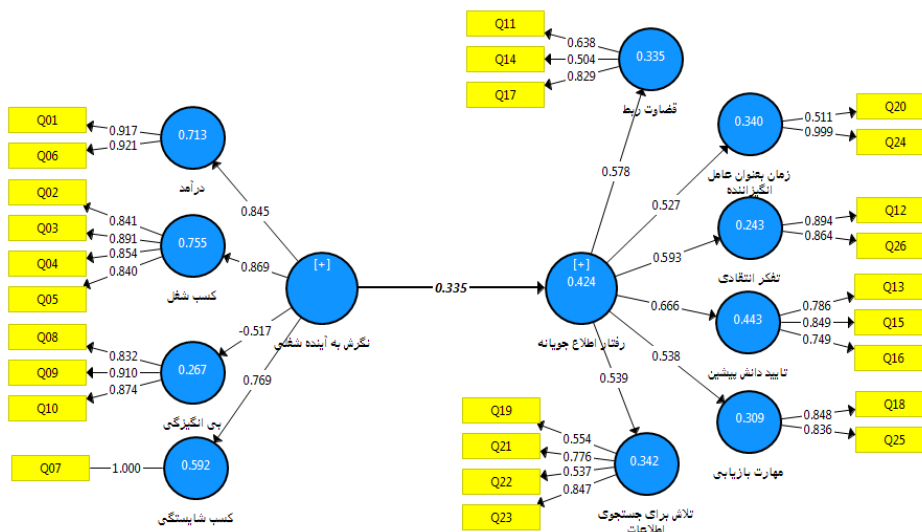 Q11
0.638
Q14
0.504
Q17
0.829
0.335
قضاوت ربط
Q01
0.917
Q06
0.921
0.713
درآمد
0.340
0.511
Q20
0.999
Q24
زمان بعنوان عامل
انگیزاننده
Q02
0.841
Q03
0.891
Q04
0.854
Q05
0.840
0.755
کسب شغل
0.845
0.869
0.578
0.527
0.593
0.243
0.894
Q12
0.864
Q26
تفکر انتقادی
[+]
نگرش به آینده شغلی
0.335
[+]
0.424
رفتار اطلاع جویانه
0.666
0.443
0.786
Q13
0.849
Q15
0.749
Q16
تایید دانش پیشین
-0.517
0.769
Q08
0.832
Q09
0.910
Q10
0.874
0.267
بی انگیزگی
0.538
0.539
0.309
0.848
Q18
0.836
Q25
مهارت بازیابی
Q07
1.000
0.592
کسب شایستگی
Q19
0.554
Q21
0.776
Q22
0.537
Q23
0.847
0.342
تلاش برای جستجوی
اطلاعات